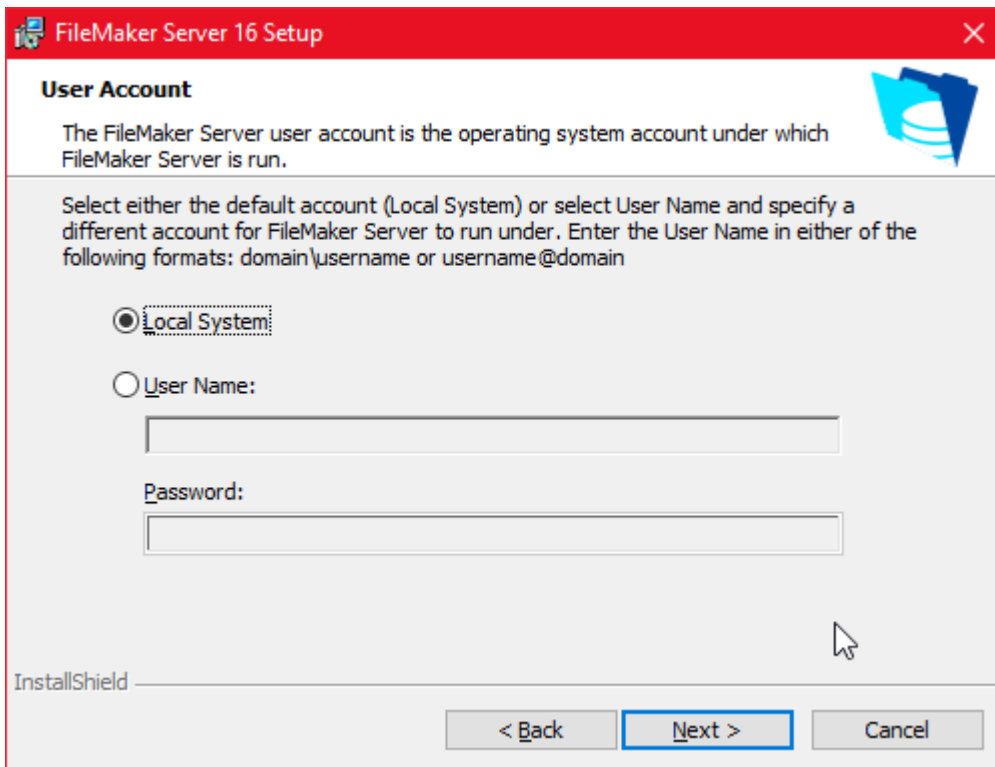 FileMaker Server 16 Setup
User Account
The FileMaker Server user account is the operating system account under which
FileMaker Server is run.
Select either the default account (Local System) or select User Name and specify a
different account for FileMaker Server to run under. Enter the User Name in either of the
following formats: domain\username or username@domain
Local System
User Name:
Password:
InstallShield
< Back
Next >
Cancel